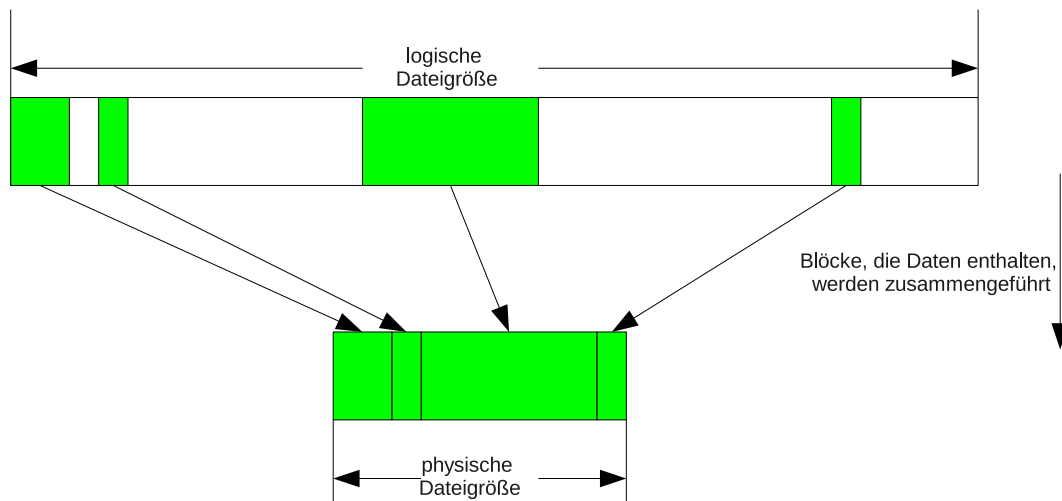 logische
Dateigröße
Blöcke, die Daten enthalten,
werden zusammengeführt
physische
Dateigröße